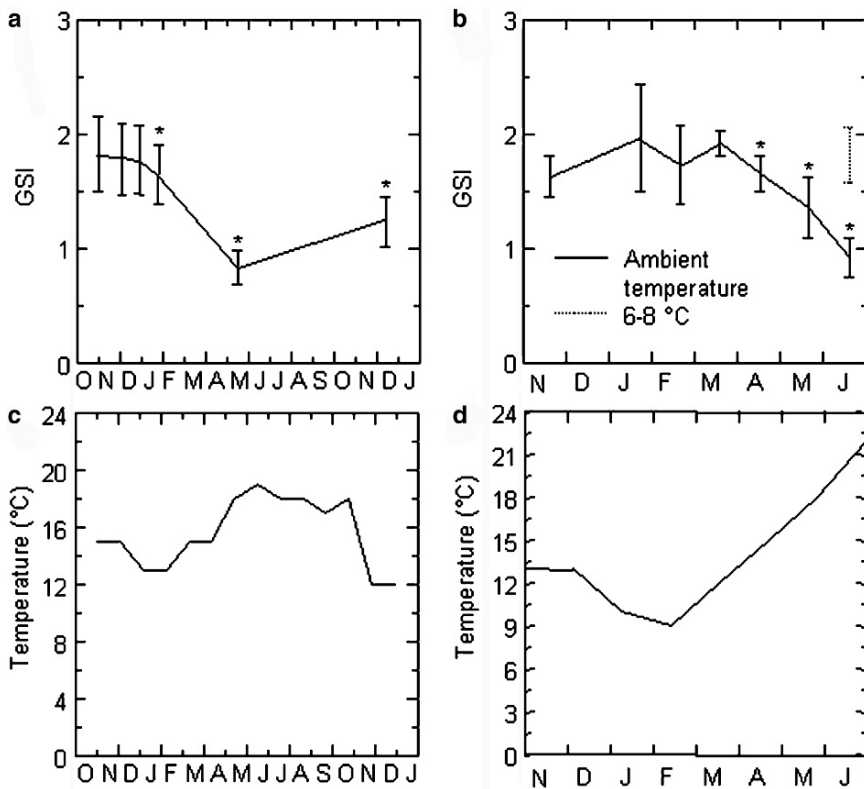 a
3
2
1
0
GSI
*
*
*
O N D J F M A M J J A S O N D J
b
3
2
1
0
GSI
*
*
*
Ambient
temperature
6-8 °C
N D J F M A M J
c
24
20
16
12
8
4
0
Temperature (°C)
O N D J F M A M J J A S O N D J
d
24
21
18
15
12
9
6
3
0
Temperature (°C)
N D J F M A M J